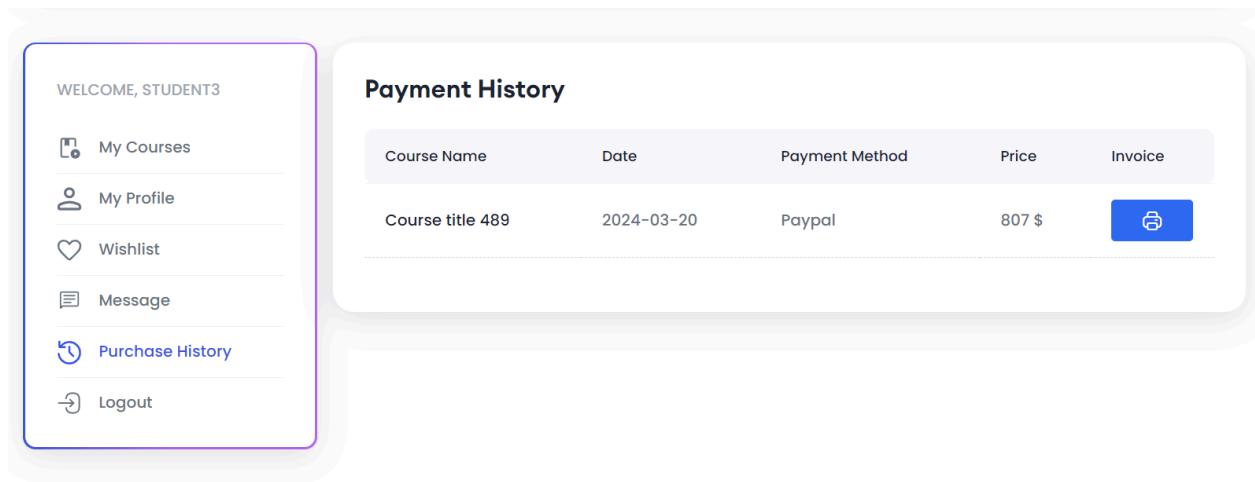 WELCOME, STUDENT3
My Courses
My Profile
Wishlist
Message
Purchase History
Logout
Payment History
Course Name Date Payment Method Price Invoice
Course title 489 2024-03-20 Paypal 807 $